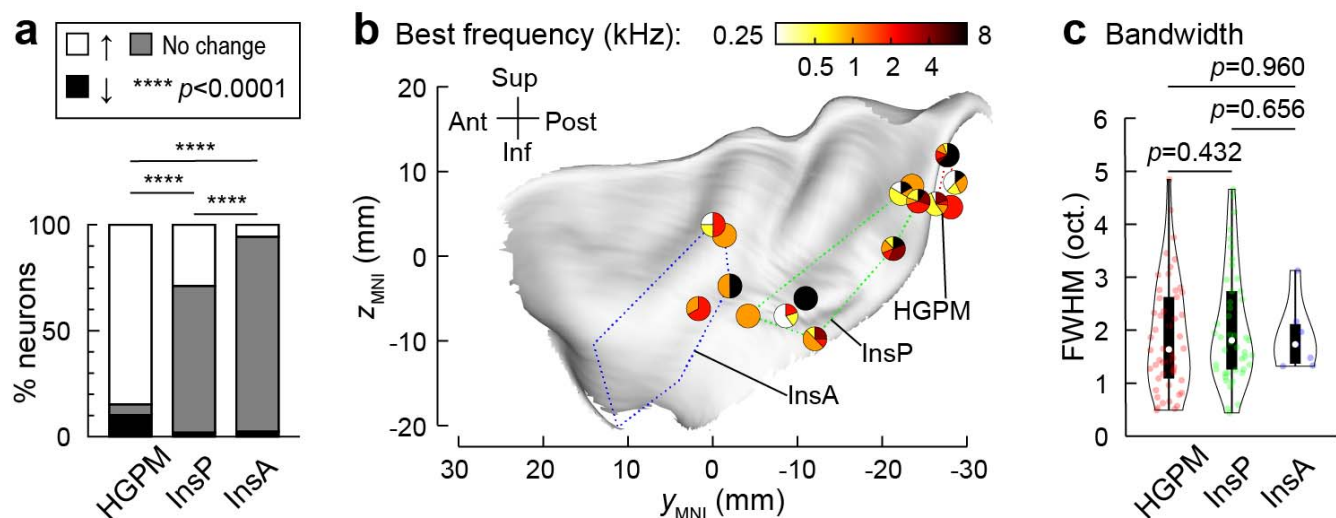 a
↑ No change
↓ **** p<0.0001
****
**** ****
100
50
0
% neurons
HGPM InsP InsA
b Best frequency (kHz): 0.25 8
0.5 1 2 4
Sup
Ant Post
Inf
20
10
0
-10
-20
zMNI (mm)
HGPM
InsP
InsA
30 20 10 0 -10 -20 -30
yMNI (mm)
c Bandwidth
p=0.960
p=0.656
p=0.432
6
5
4
3
2
1
0
FWHM (oct.)
HGPM InsP InsA